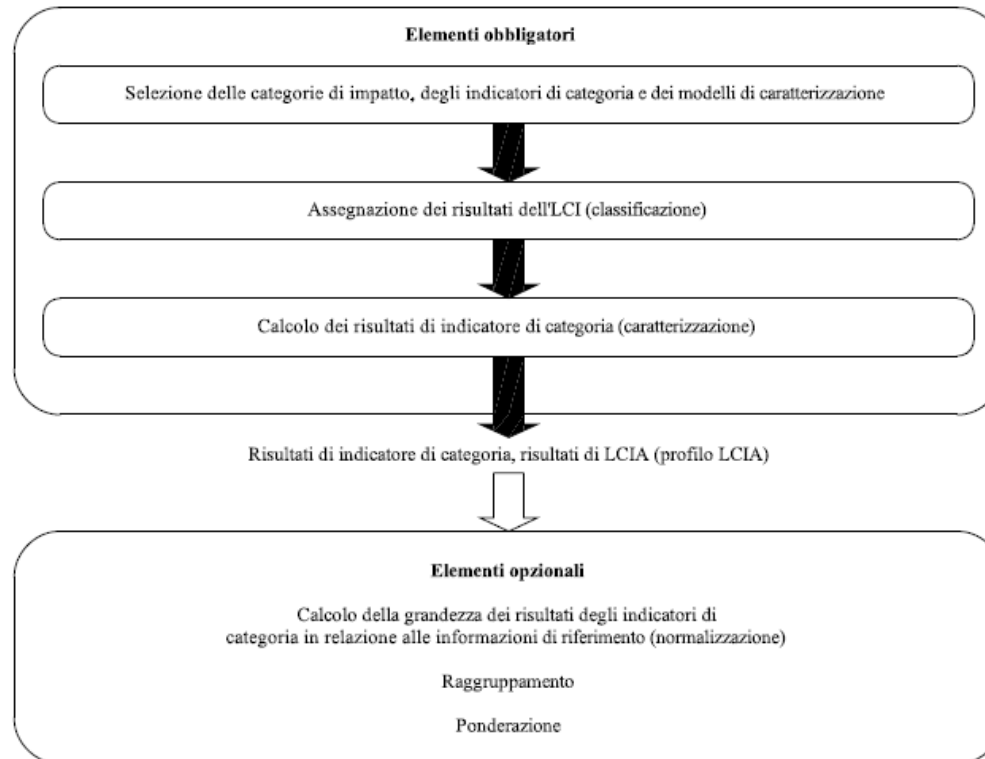 Elementi obbligatori
Selezione delle categorie di impatto, degli indicatori di categoria e dei modelli di caratterizzazione
Assegnazione dei risultati dell'LCI (classificazione)
Calcolo dei risultati di indicatore di categoria (caratterizzazione)
Risultati di indicatore di categoria, risultati di LCIA (profilo LCIA)
Elementi opzionali
Calcolo della grandezza dei risultati degli indicatori di
categoria in relazione alle informazioni di riferimento (normalizzazione)
Raggruppamento
Ponderazione